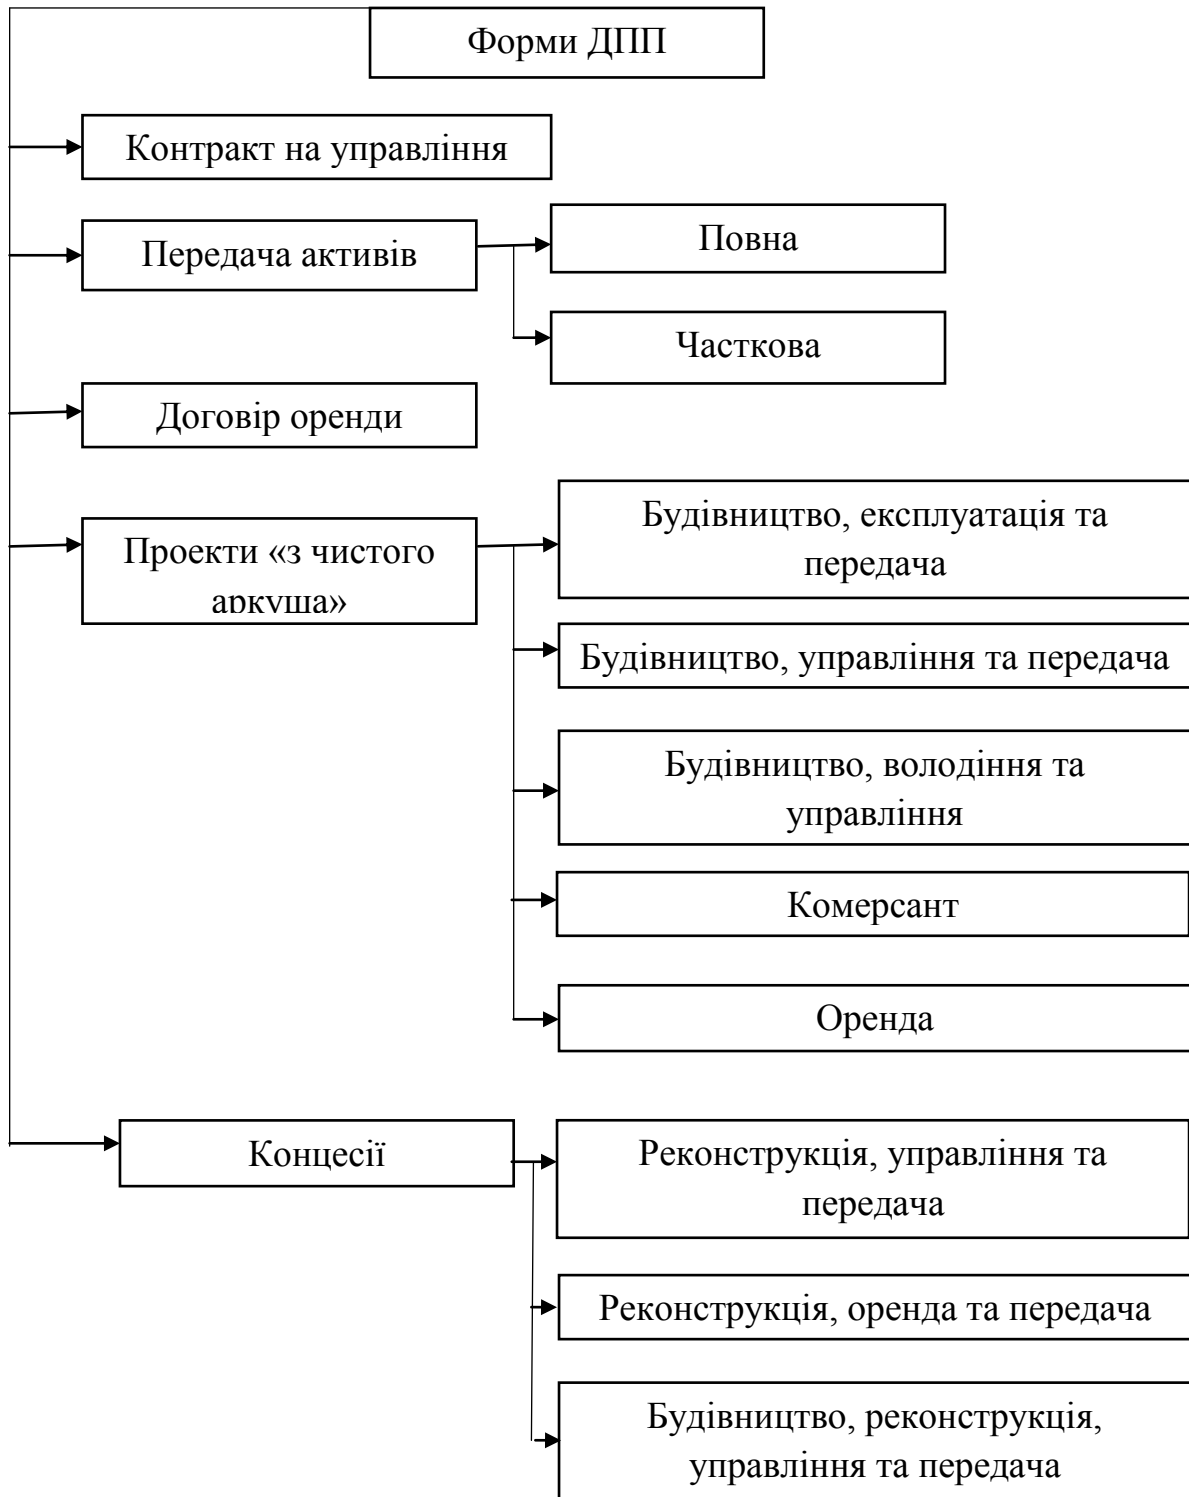 Форми ДПП
Контракт на управління
Передача активів
Повна
Часткова
Договір оренди
Проекти «з чистого
аркуша»
Будівництво, експлуатація та
передача
Будівництво, управління та передача
Будівництво, володіння та
управління
Комерсант
Оренда
Концесії
Реконструкція, управління та
передача
Реконструкція, оренда та передача
Будівництво, реконструкція,
управління та передача